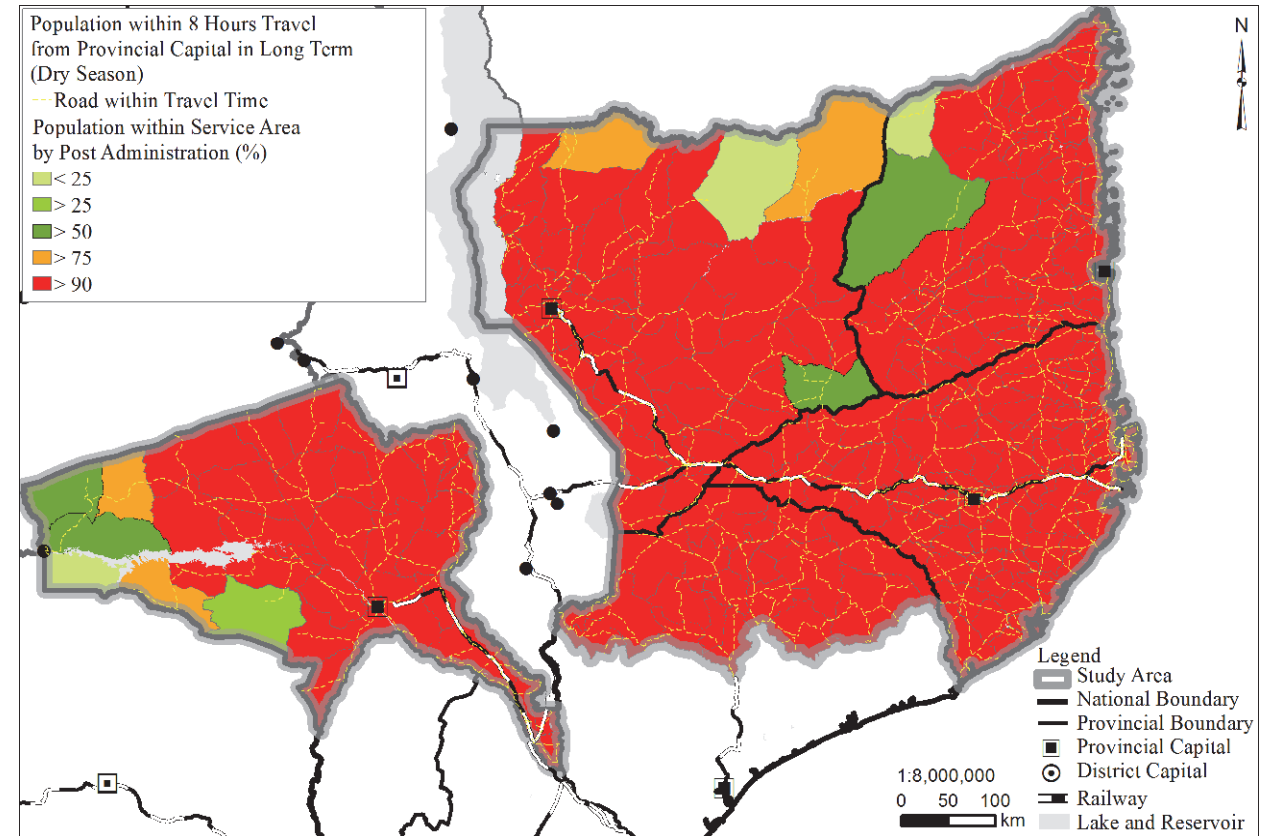 Population within 8 Hours Travel
from Provincial Capital in Long Term
(Dry Season)
Road within Travel Time
Population within Service Area
by Post Administration (%)
< 25
> 25
> 50
> 75
> 90
N
Legend
Study Area
National Boundary
Provincial Boundary
Provincial Capital
District Capital
Railway
Lake and Reservoir
1:8,000,000
0 50 100
km